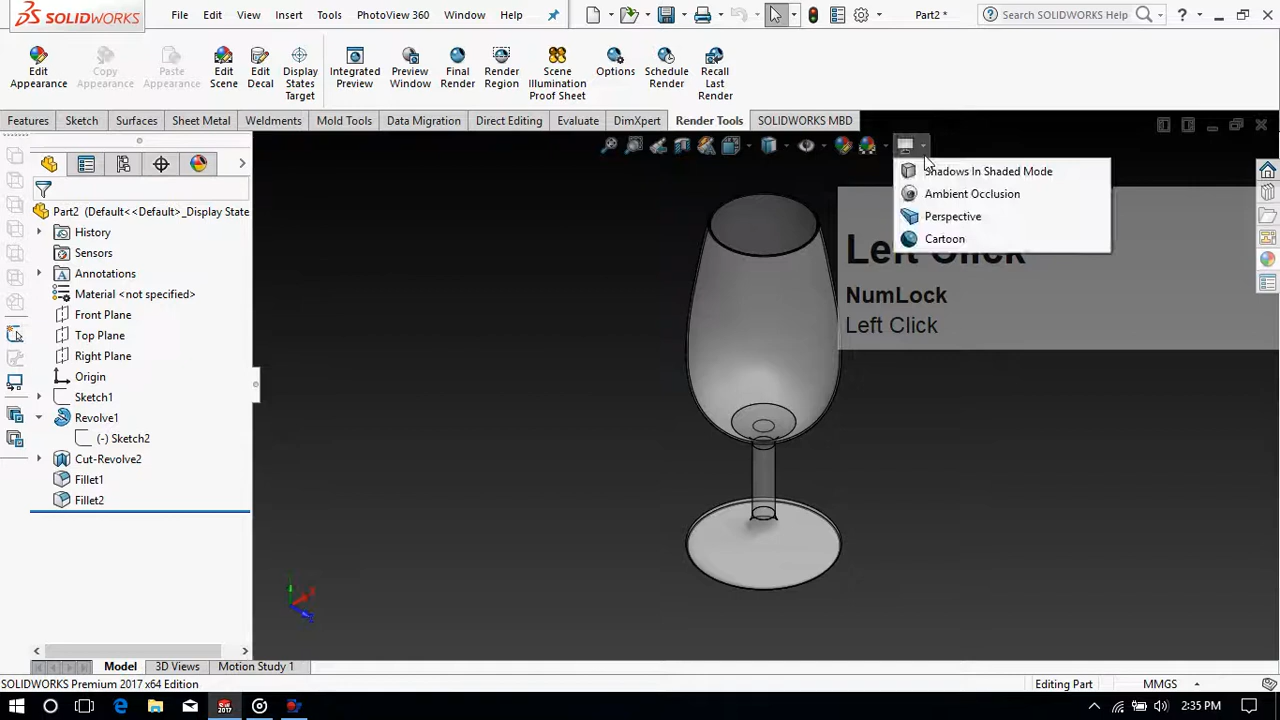 SOLIDWORKS File Edit View Insert Tools PhotoView 360 Window Help Part2 * Search SOLIDWORKS Help
Edit Appearance
Copy Appearance
Paste Appearance
Edit Scene
Edit Decal
Display States Target
Integrated Preview
Preview Window
Final Render
Render Region
Scene Illumination Proof Sheet
Options
Schedule Render
Recall Last Render
Features Sketch Surfaces Sheet Metal Weldments Mold Tools Data Migration Direct Editing Evaluate DimXpert Render Tools SOLIDWORKS MBD
Part2 (Default<<Default>_Display State
History
Sensors
Annotations
Material <not specified>
Front Plane
Top Plane
Right Plane
Origin
Sketch1
Revolve1
(-) Sketch2
Cut-Revolve2
Fillet1
Fillet2
Shadows In Shaded Mode
Ambient Occlusion
Perspective
Cartoon
Left Click
NumLock
Left Click
Model 3D Views Motion Study 1
SOLIDWORKS Premium 2017 x64 Edition Editing Part MMGS
2017 2:35 PM